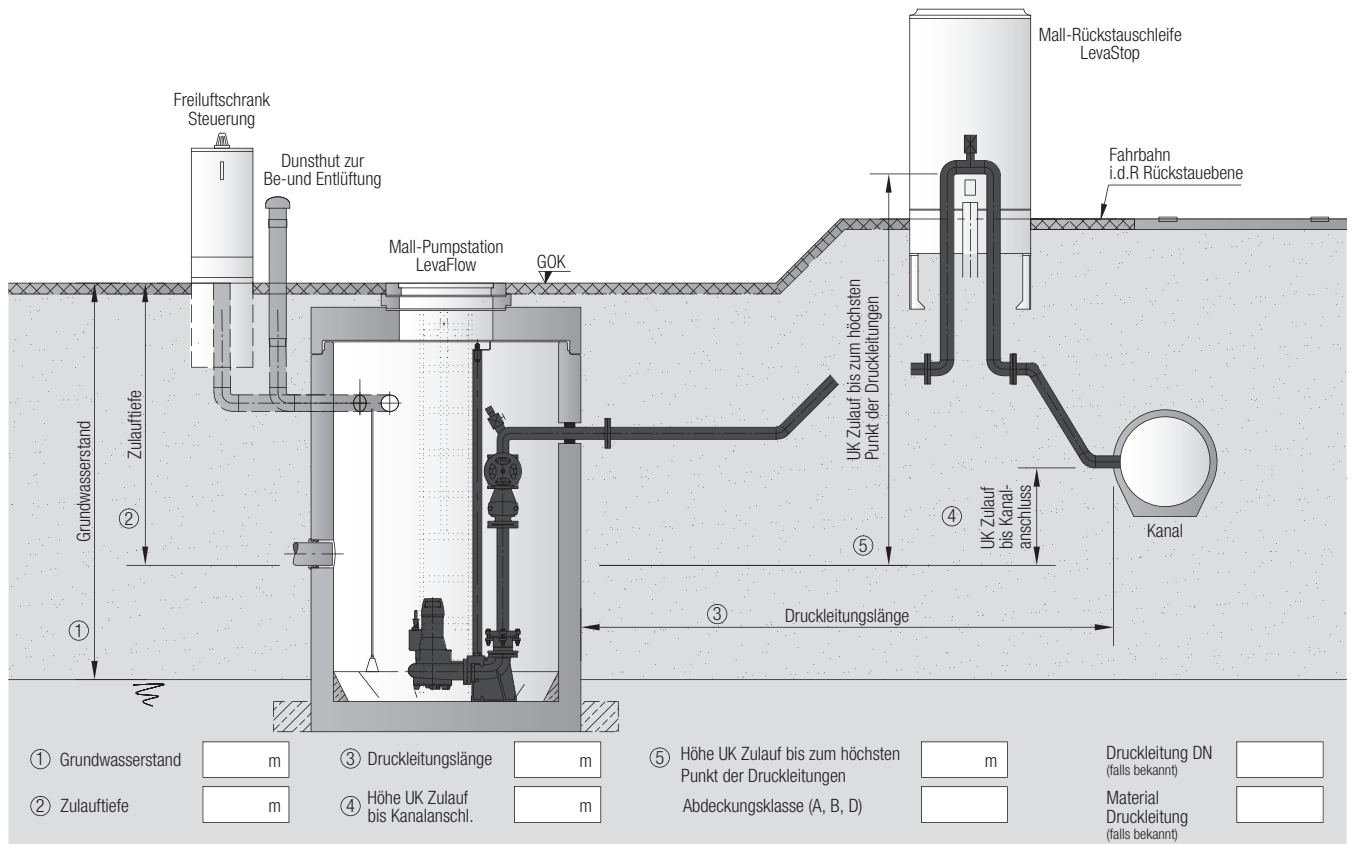 Mall-Rückstauschleife
LevaStop
Freiluftschrank
Steuerung
Dunsthut zur
Be-und Entlüftung
Fahrbahn
i.d.R Rückstauebene
Mall-Pumpstation
LevaFlow
GOK
Grundwasserstand
①
Zulauftiefe
②
UK Zulauf bis zum höchsten
Punkt der Druckleitungen
⑤
④
UK Zulauf
bis Kanal-
anschluss
Kanal
③ Druckleitungslänge
① Grundwasserstand m
② Zulauftiefe m
③ Druckleitungslänge m
④ Höhe UK Zulauf
bis Kanalanschl. m
⑤ Höhe UK Zulauf bis zum höchsten
Punkt der Druckleitungen m
Abdeckungsklasse (A, B, D)
Druckleitung DN
(falls bekannt)
Material
Druckleitung
(falls bekannt)